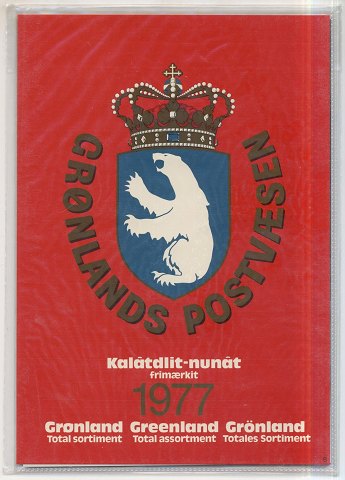 GRØNLANDS POSTVÆSEN
Kalâtdlit-nunât
frimærkit
1977
Grønland Greenland Grönland
Total sortiment Total assortment Totales Sortiment